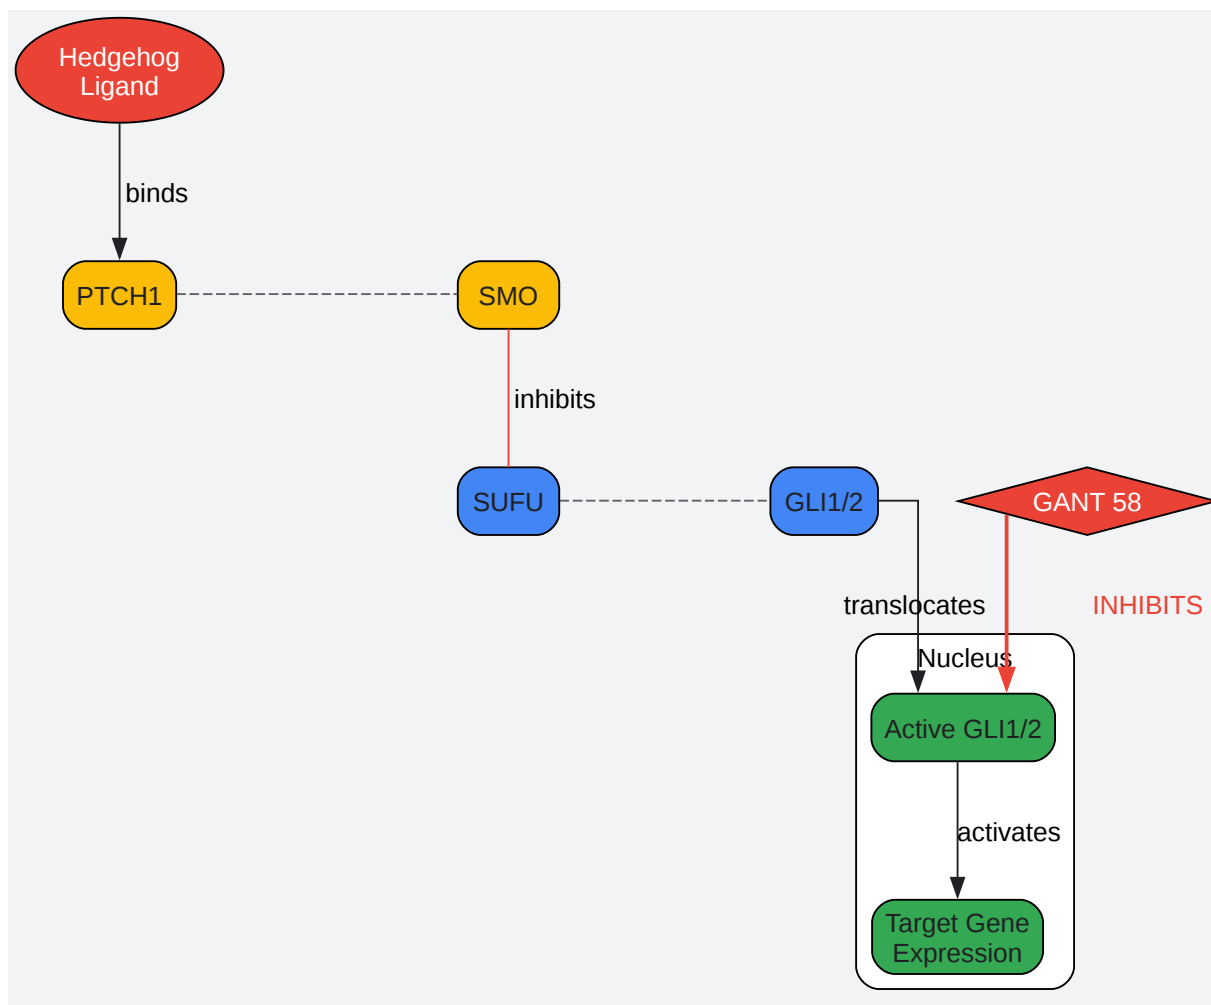 Hedgehog
Ligand
binds
PTCH1
SMO
inhibits
SUFU
GLI1/2
GANT 58
translocates
INHIBITS
Nucleus
Active GLI1/2
activates
Target Gene
Expression